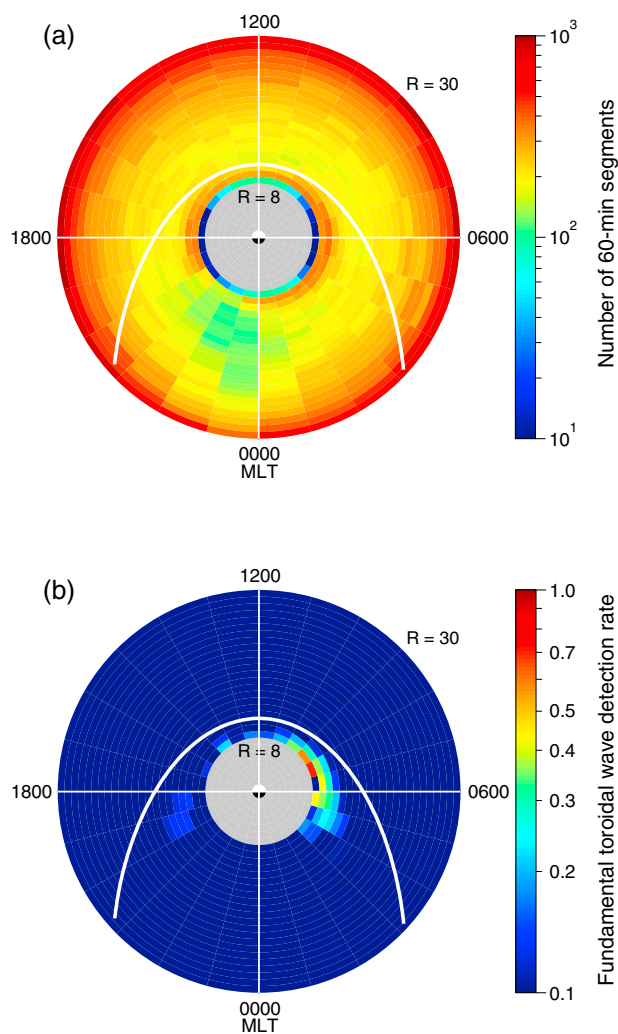 (a)
1200
R = 30
R = 8
1800
0600
0000
MLT
10³
10²
10¹
Number of 60-min segments
(b)
1200
R = 30
R = 8
1800
0600
0000
MLT
1.0
0.7
0.5
0.3
0.2
0.1
Fundamental toroidal wave detection rate